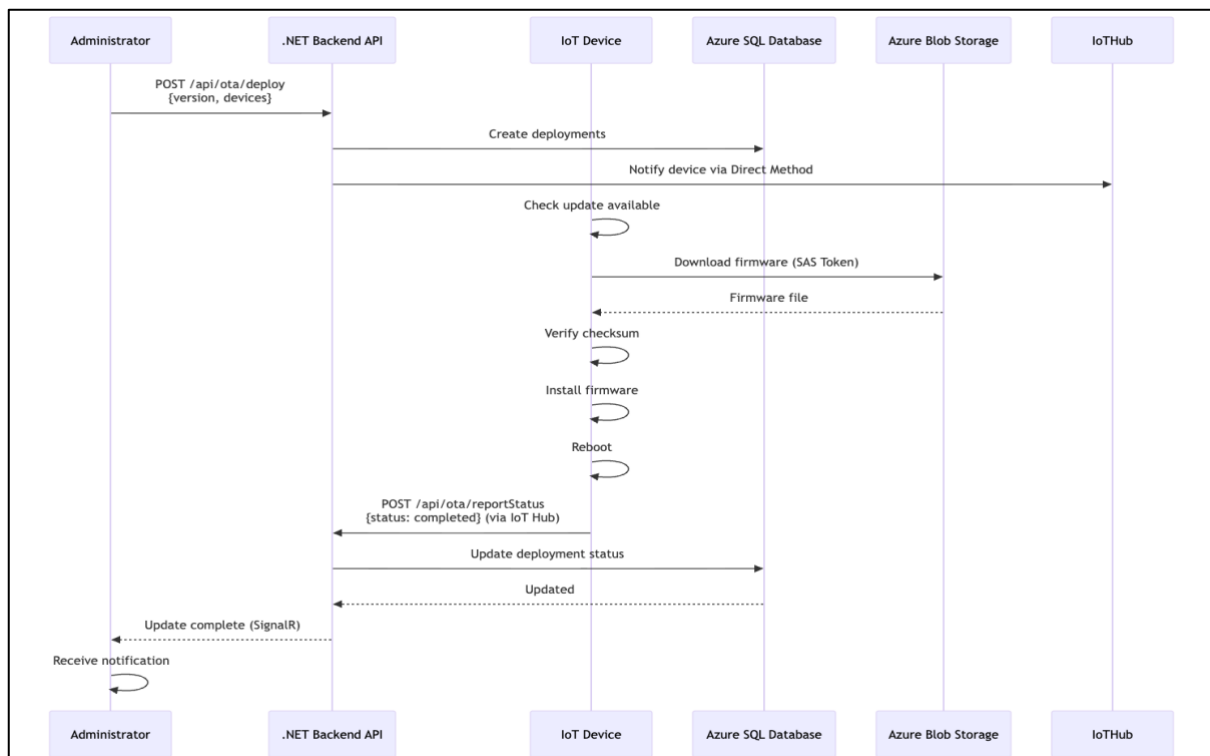 Administrator
.NET Backend API
IoT Device
Azure SQL Database
Azure Blob Storage
IoTHub
POST /api/ota/deploy
{version, devices}
Create deployments
Notify device via Direct Method
Check update available
Download firmware (SAS Token)
Firmware file
Verify checksum
Install firmware
Reboot
POST /api/ota/reportStatus
{status: completed} (via IoT Hub)
Update deployment status
Updated
Update complete (SignalR)
Receive notification
Administrator
.NET Backend API
IoT Device
Azure SQL Database
Azure Blob Storage
IoTHub